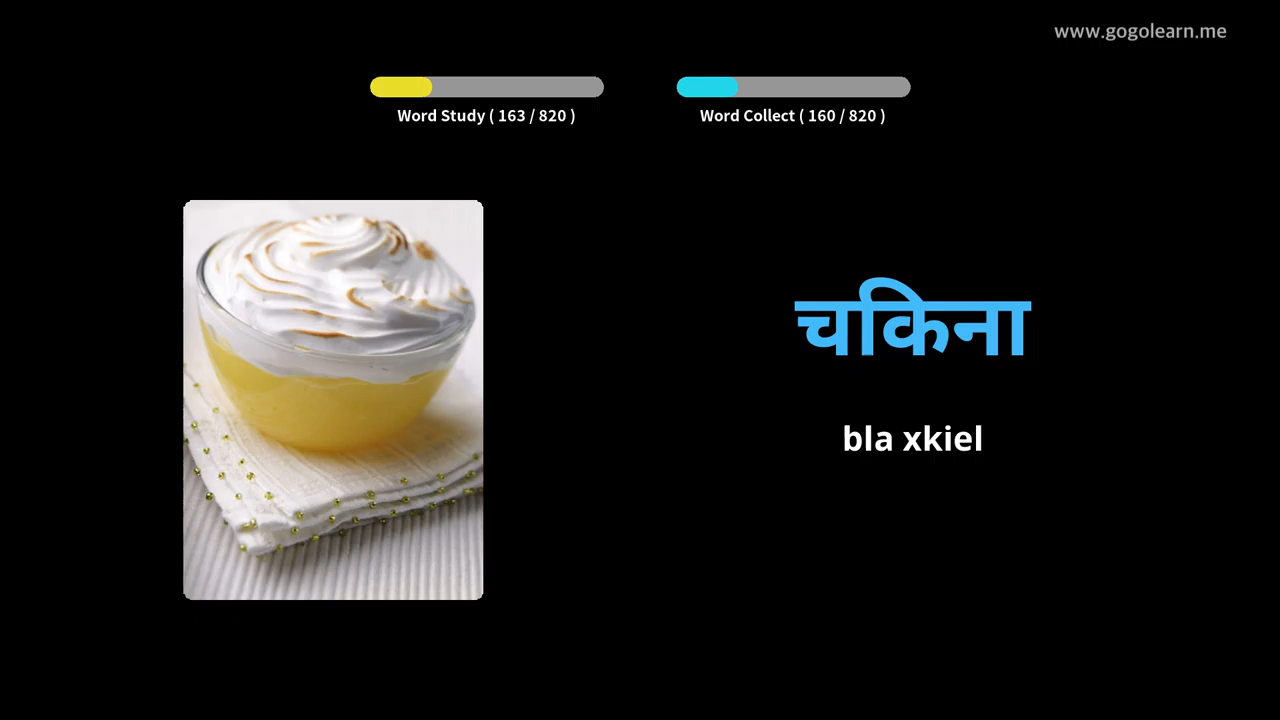 www.gogolearn.me
Word Study ( 163 / 820 )
Word Collect ( 160 / 820 )
चकिना
bla xkiel